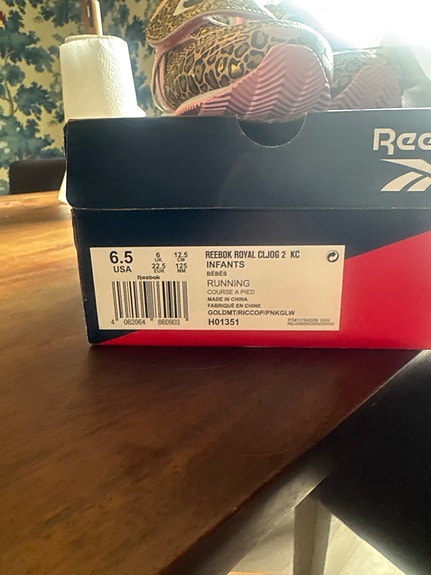 Reebok
6.5 6 12.5 REEBOK ROYAL CLJOG 2 KC
USA UK CM INFANTS
22.5 125 BÉBÉS
EUR MM RUNNING
Reebok COURSE A PIED
MADE IN CHINA
FABRIQUÉ EN CHINE
GOLDMT/RICCOP/PNKGLW
4 062064 860903 H01351